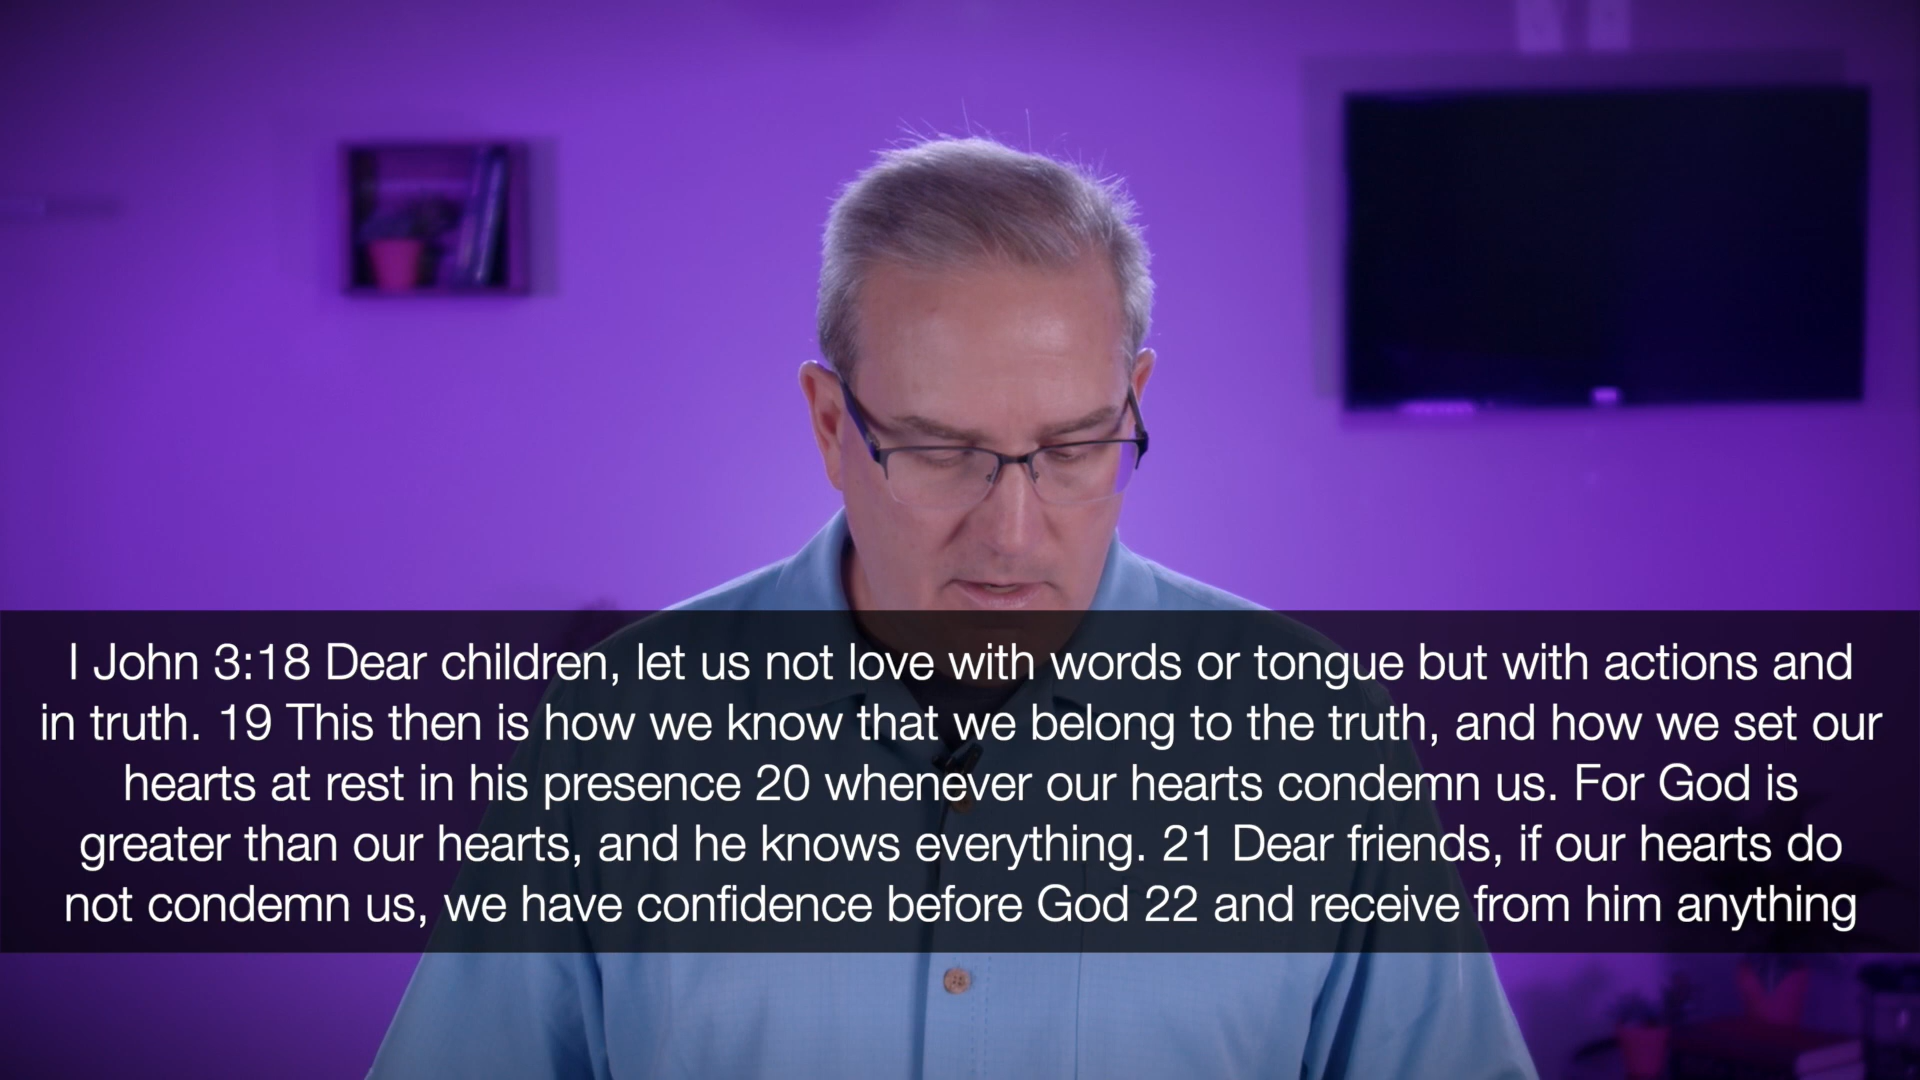 I John 3:18 Dear children, let us not love with words or tongue but with actions and
in truth. 19 This then is how we know that we belong to the truth, and how we set our
hearts at rest in his presence 20 whenever our hearts condemn us. For God is
greater than our hearts, and he knows everything. 21 Dear friends, if our hearts do
not condemn us, we have confidence before God 22 and receive from him anything